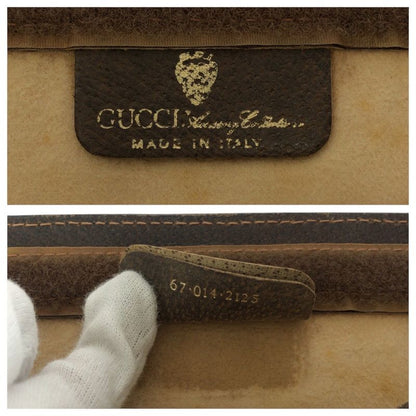 GUCCI Accessory Collection
MADE IN ITALY
67·014·2125